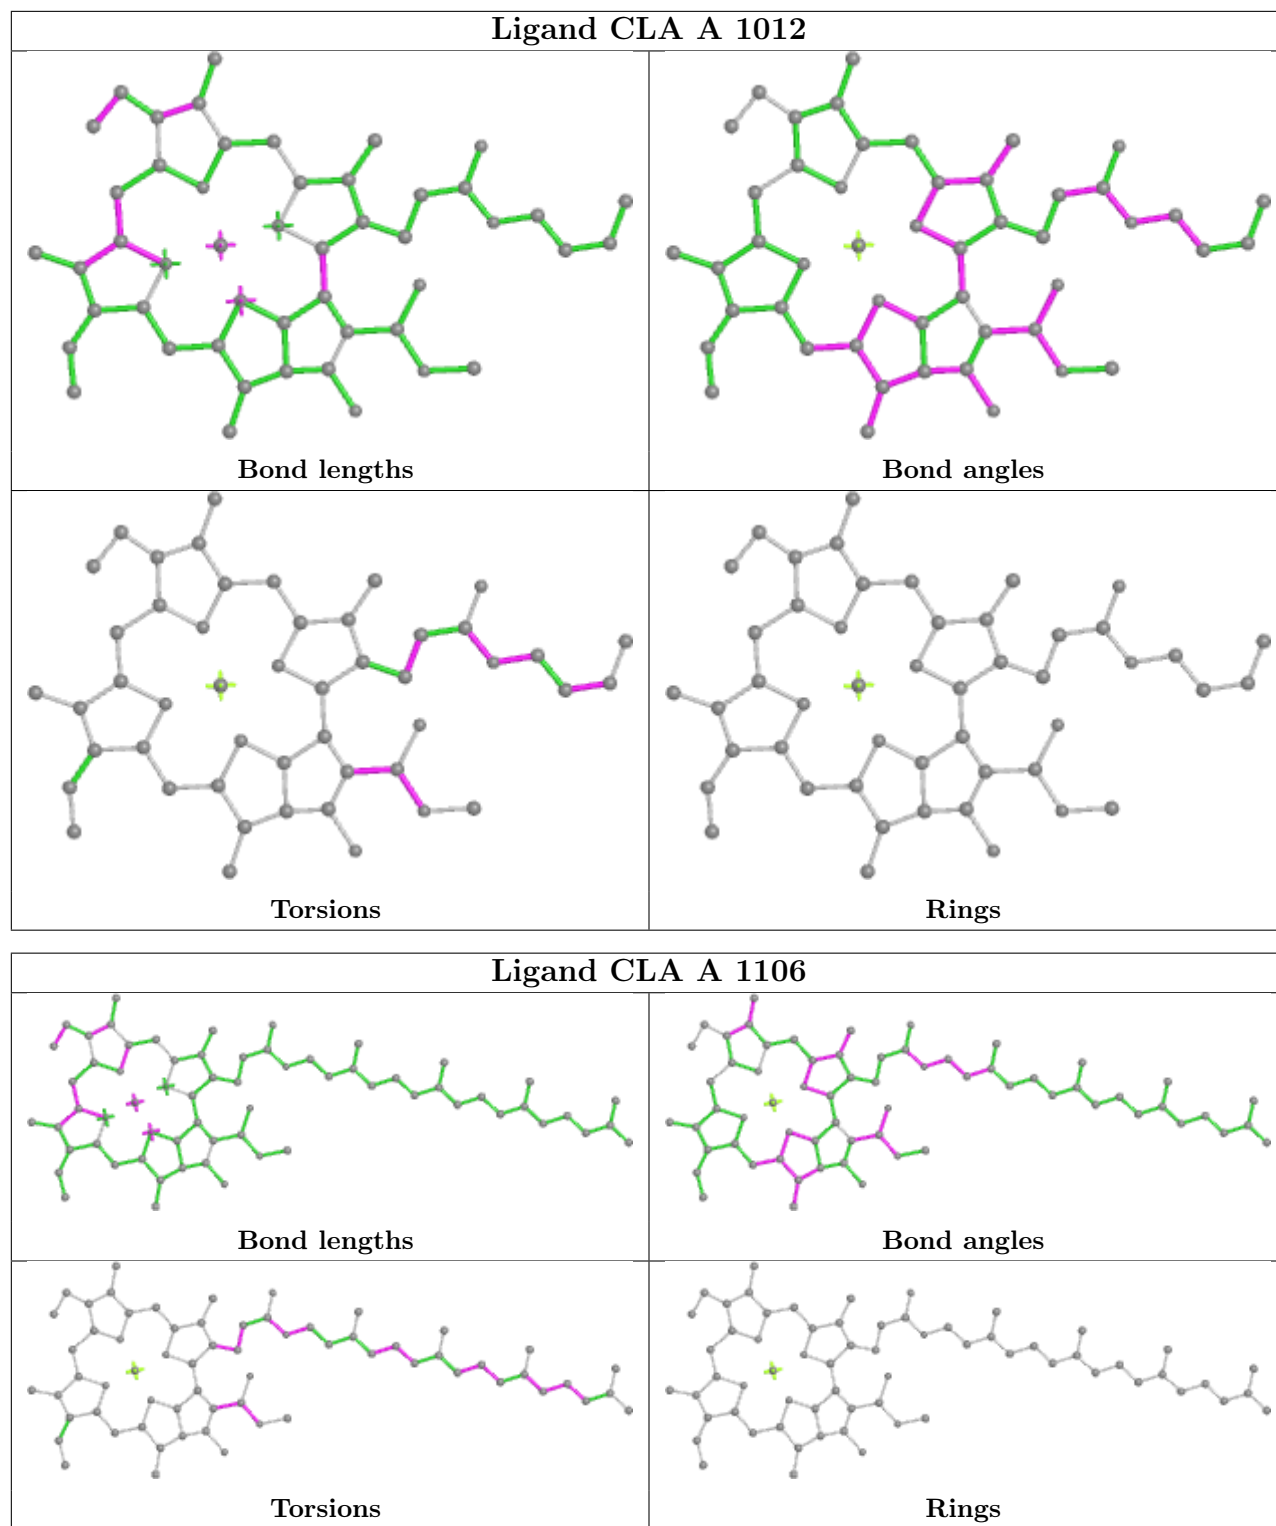 Ligand CLA A 1012
Bond lengths
Bond angles
Torsions
Rings
Ligand CLA A 1106
Bond lengths
Bond angles
Torsions
Rings